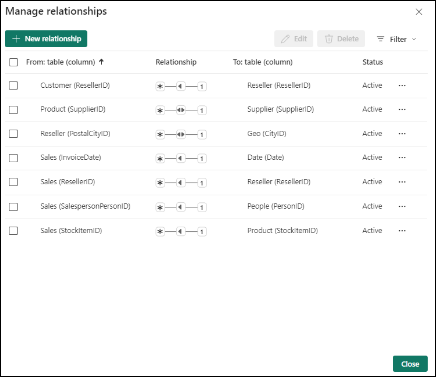 Manage relationships
New relationship Edit Delete Filter
From: table (column) Relationship To: table (column) Status
Customer (ResellerID) * 1 Reseller (ResellerID) Active ...
Product (SupplierID) * 1 Supplier (SupplierID) Active ...
Reseller (PostalCityID) * 1 Geo (CityID) Active ...
Sales (InvoiceDate) * 1 Date (Date) Active ...
Sales (ResellerID) * 1 Reseller (ResellerID) Active ...
Sales (SalespersonPersonID) * 1 People (PersonID) Active ...
Sales (StockItemID) * 1 Product (StockItemID) Active ...
Close